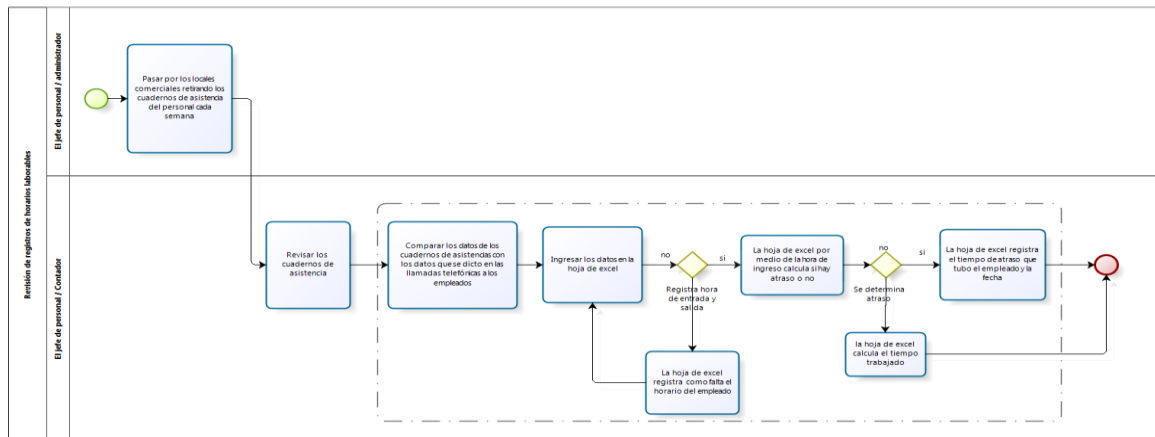 Revisión de registros de horarios laborables
El jefe de personal / administrador
Pasar por los locales
comerciales retirando los
cuadernos de asistencia
del personal cada
semana
El jefe de personal / Contador
Revisar los
cuadernos de
asistencia
Comparar los datos de los
cuadernos de asistendas con
los datos que se dicto en las
llamadas telefónicas a los
empleados
Ingresar los datos en la
hoja de excel
no
si
Registra hora
de entrada y
salida
La hoja de excel
registra como falta el
horario del empleado
La hoja de excel por
medio de la hora de
ingreso calcula si hay
atraso o no
no
si
Se determina
atraso
La hoja de excel registra
el tiempo de atraso que
tubo el empleado y la
fecha
la hoja de excel
calcula el tiempo
trabajado